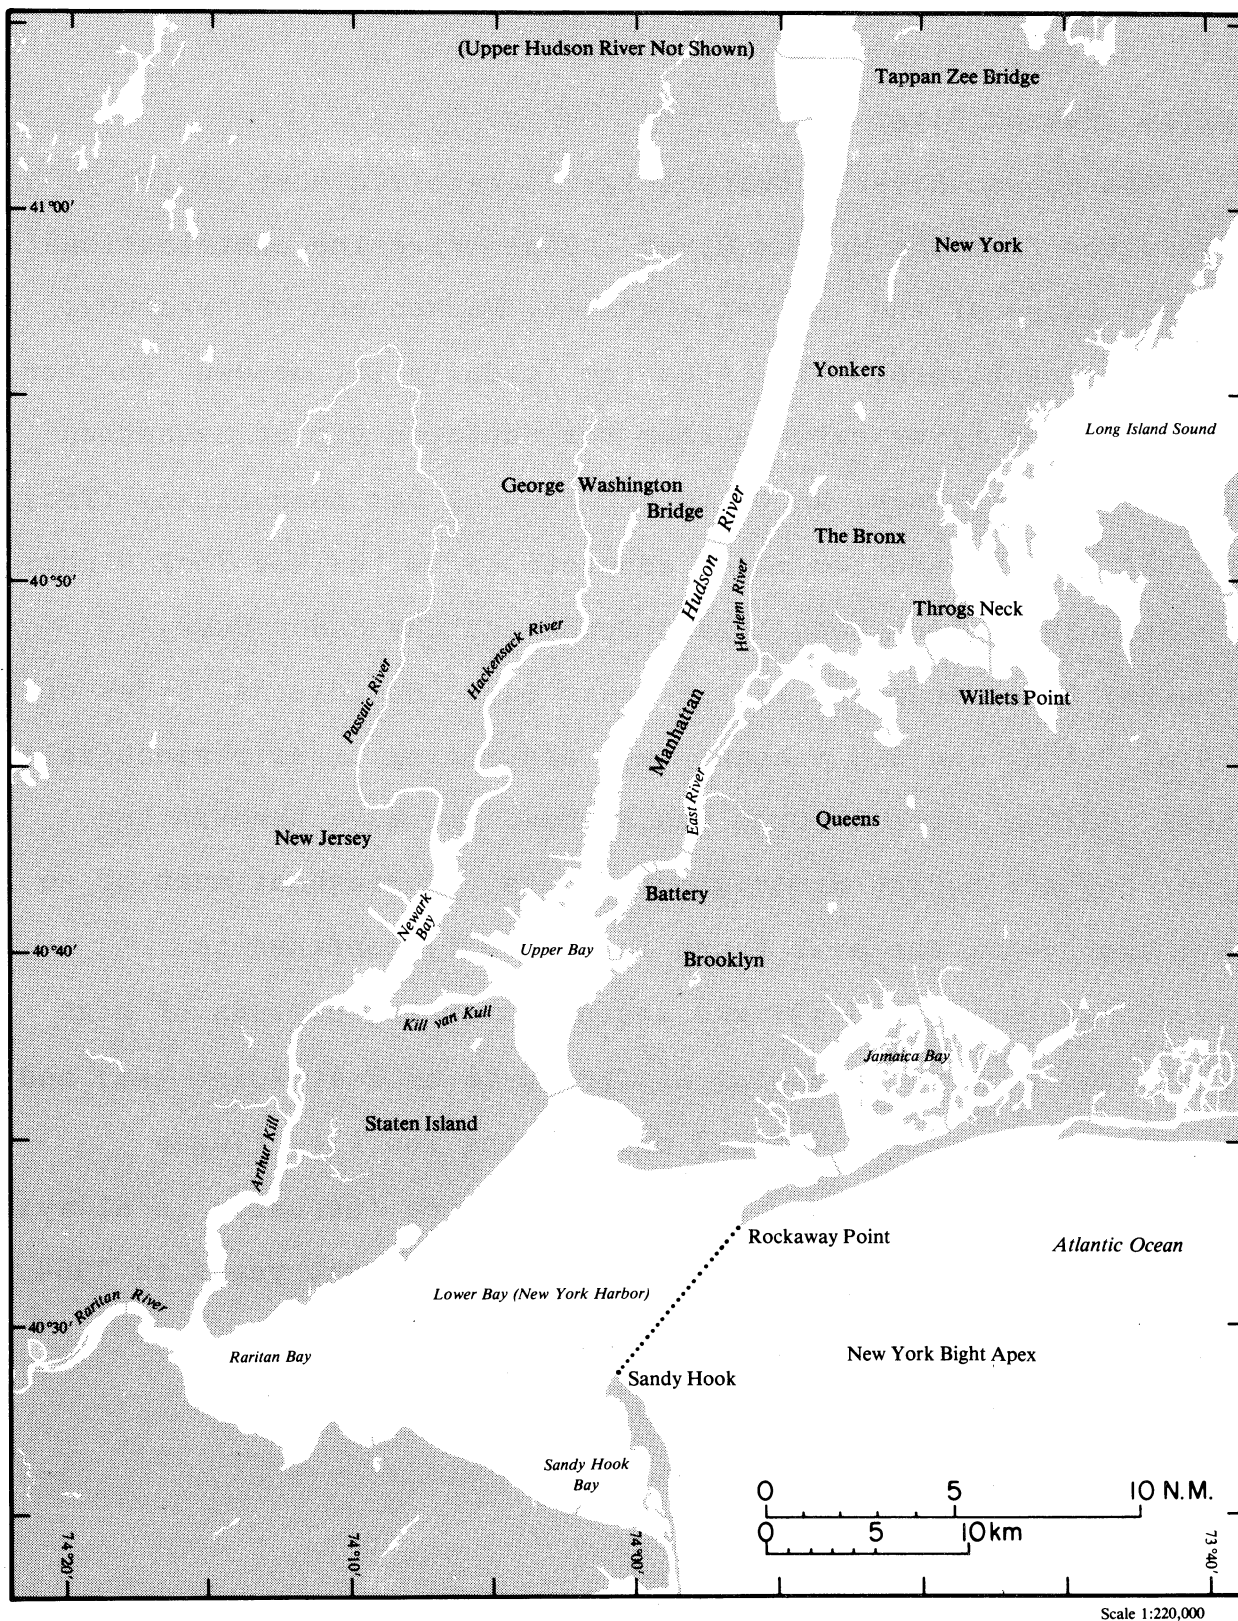 (Upper Hudson River Not Shown)
Tappan Zee Bridge
41°00'
New York
Yonkers
Long Island Sound
George Washington
Bridge
Hudson River
The Bronx
40°50'
Harlem River
Throgs Neck
Hackensack River
Passaic River
Willets Point
Manhattan
East River
Queens
New Jersey
Battery
Newark
Bay
40°40'
Upper Bay
Brooklyn
Kill van Kull
Jamaica Bay
Staten Island
Arthur Kill
Rockaway Point
Atlantic Ocean
Lower Bay (New York Harbor)
Raritan River
40°30'
Raritan Bay
New York Bight Apex
Sandy Hook
Sandy Hook
Bay
0 5 10 N.M.
0 5 10km
74°20'
74°10'
74°00'
73°40'
Scale 1:220,000